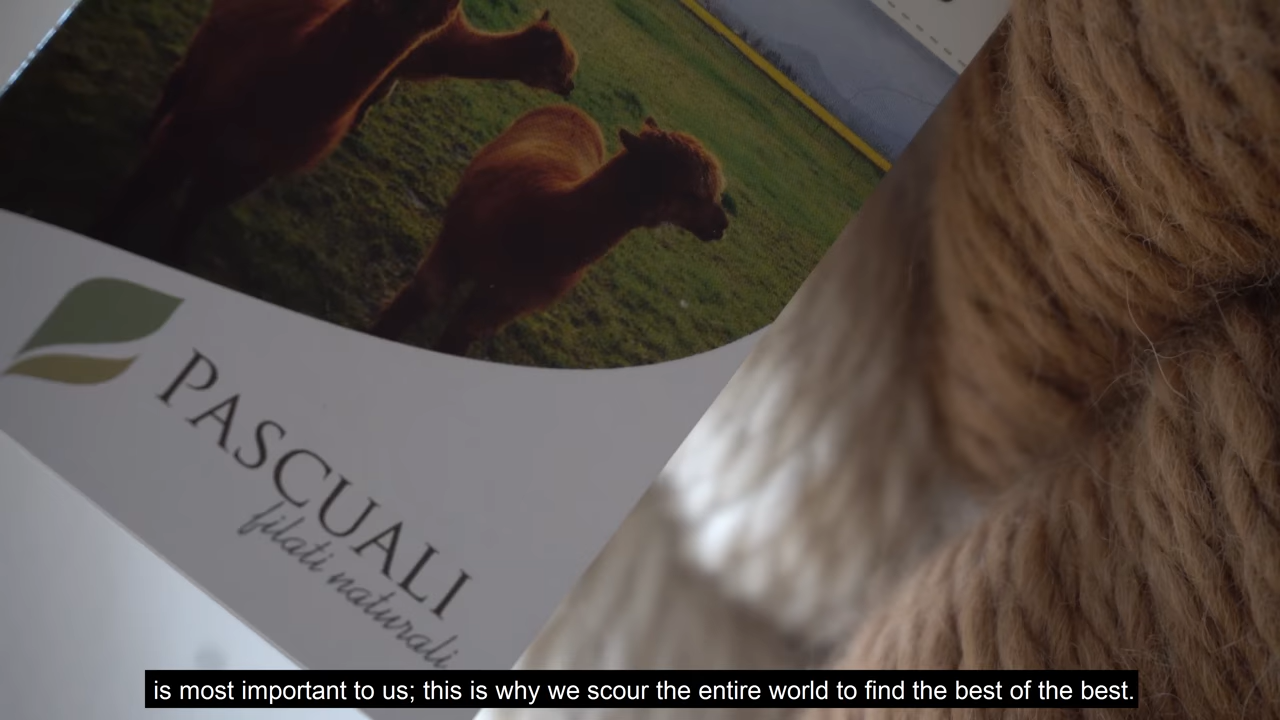 PASCUALI
filati naturali
is most important to us; this is why we scour the entire world to find the best of the best.